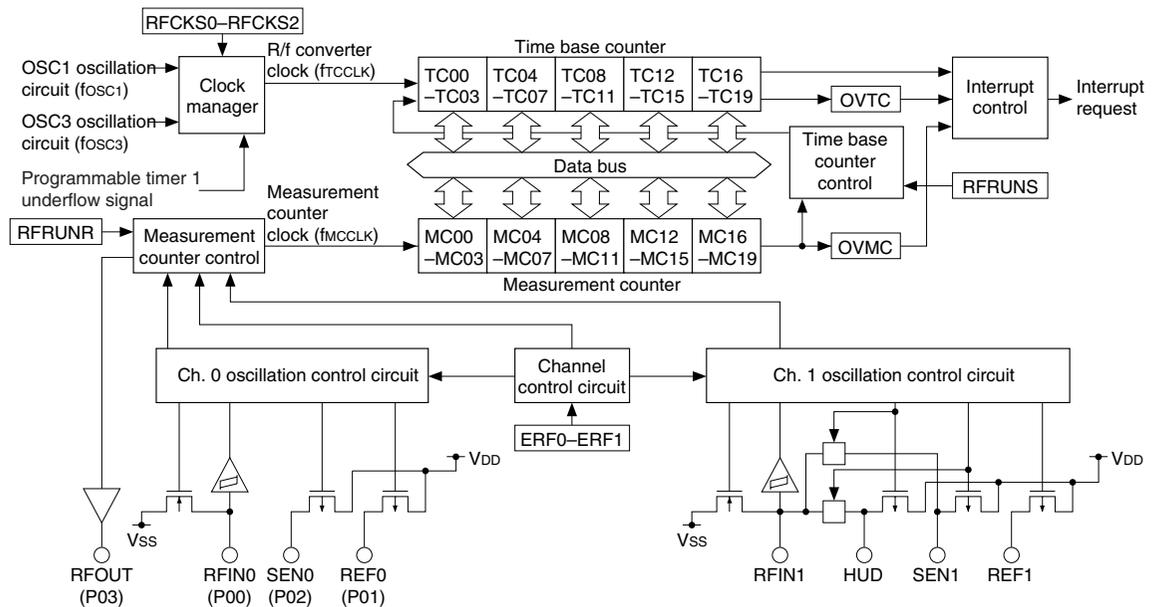 RFCKS0–RFCKS2
OSC1 oscillation
circuit (fOSC1)
OSC3 oscillation
circuit (fOSC3)
Programmable timer 1
underflow signal
Clock
manager
R/f converter
clock (fTCCLK)
Time base counter
TC00
–TC03
TC04
–TC07
TC08
–TC11
TC12
–TC15
TC16
–TC19
OVTC
Interrupt
control
Interrupt
request
Data bus
Time base
counter
control
RFRUNS
RFRUNR
Measurement
counter control
Measurement
counter
clock (fMCCLK)
MC00
–MC03
MC04
–MC07
MC08
–MC11
MC12
–MC15
MC16
–MC19
OVMC
Measurement counter
Ch. 0 oscillation control circuit
Channel
control circuit
Ch. 1 oscillation control circuit
ERF0–ERF1
VDD
VDD
VSS
VSS
RFOUT
(P03)
RFIN0
(P00)
SEN0
(P02)
REF0
(P01)
RFIN1
HUD
SEN1
REF1